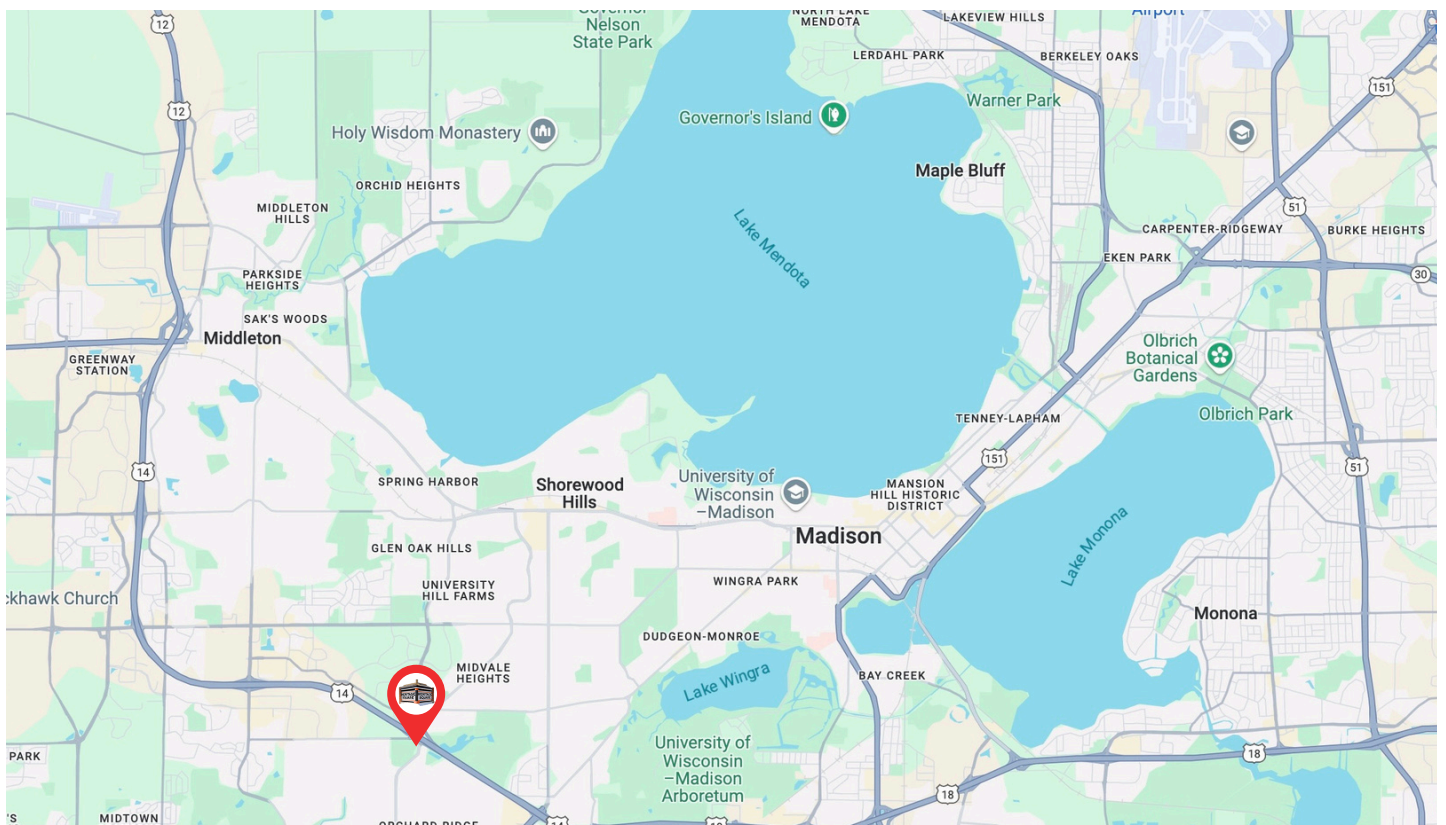 12
Governor
Nelson
State Park
NORTH LAKE
MENDOTA
LAKEVIEW HILLS
Airport
LERDAHL PARK
BERKELEY OAKS
151
12
Governor's Island
Warner Park
Holy Wisdom Monastery
Maple Bluff
ORCHID HEIGHTS
MIDDLETON
HILLS
51
Lake Mendota
CARPENTER-RIDGEWAY
BURKE HEIGHTS
EKEN PARK
30
PARKSIDE
HEIGHTS
SAK'S WOODS
Middleton
GREENWAY
STATION
Olbrich
Botanical
Gardens
Olbrich Park
TENNEY-LAPHAM
151
14
51
SPRING HARBOR
Shorewood
Hills
University of
Wisconsin
–Madison
MANSION
HILL HISTORIC
DISTRICT
Madison
Lake Monona
GLEN OAK HILLS
UNIVERSITY
HILL FARMS
WINGRA PARK
ckhawk Church
Monona
DUDGEON-MONROE
MIDVALE
HEIGHTS
BAY CREEK
Lake Wingra
14
PARK
University of
Wisconsin
–Madison
Arboretum
18
18
'S
MIDTOWN
ORCHARD RIDGE
14
18